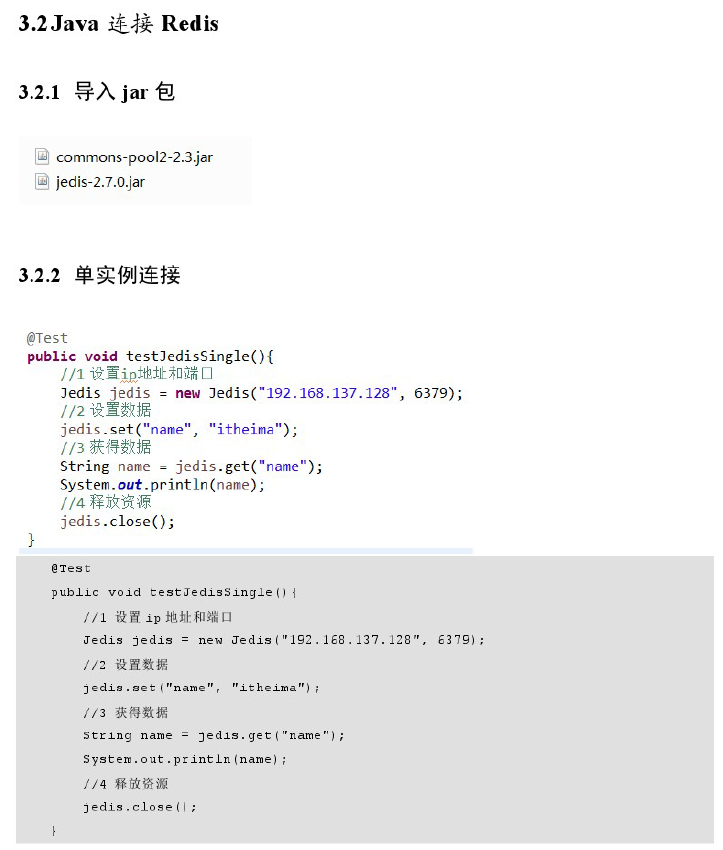 3.2Java 连接 Redis
3.2.1 导入 jar 包
commons-pool2-2.3.jar
jedis-2.7.0.jar
3.2.2 单实例连接
@Test
public void testJedisSingle(){
//1 设置ip地址和端口
Jedis jedis = new Jedis("192.168.137.128", 6379);
//2 设置数据
jedis.set("name", "itheima");
//3 获得数据
String name = jedis.get("name");
System.out.println(name);
//4 释放资源
jedis.close();
}
@Test
public void testJedisSingle(){
//1 设置 ip 地址和端口
Jedis jedis = new Jedis("192.168.137.128", 6379);
//2 设置数据
jedis.set("name", "itheima");
//3 获得数据
String name = jedis.get("name");
System.out.println(name);
//4 释放资源
jedis.close();
}